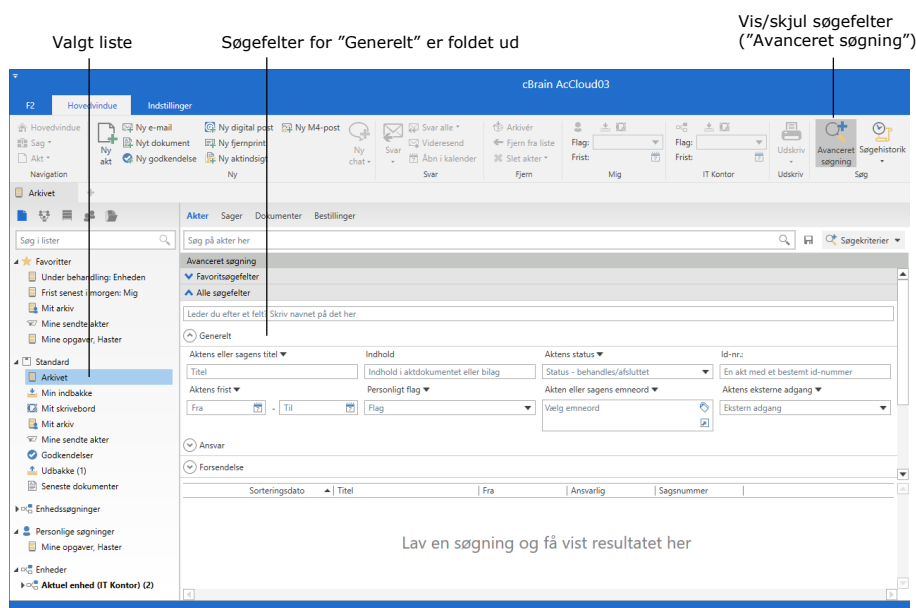 Vis/skjul søgefelter
Valgt liste
Søgefelter for ”Generelt” er foldet ud
(”Avanceret søgning”)
cBrain AcCloud03
F2 Hovedvindue Indstillinger
Hovedvindue
Sag
Akt
Navigation
Ny akt
Ny e-mail
Nyt dokument
Ny godkendelse
Ny digital post
Ny fjernprint
Ny aktindsigt
Ny M4-post
Ny chat
Ny
Svar
Svar alle
Videresend
Åbn i kalender
Svar
Arkivér
Fjern fra liste
Slet akter
Fjern
Flag:
Frist:
Mig
Flag:
Frist:
IT Kontor
Udskriv
Udskriv
Avanceret søgning
Søgehistorik
Søg
Arkivet
Søg i lister
Favoritter
Under behandling: Enheden
Frist senest i morgen: Mig
Mit arkiv
Mine sendte akter
Mine opgaver, Haster
Standard
Arkivet
Min indbakke
Mit skrivebord
Mit arkiv
Mine sendte akter
Godkendelser
Udbakke (1)
Seneste dokumenter
Enhedssøgninger
Personlige søgninger
Mine opgaver, Haster
Enheder
Aktuel enhed (IT Kontor) (2)
Akter Sager Dokumenter Bestillinger
Søg på akter her
Søgekriterier
Avanceret søgning
Favoritsøgefelter
Alle søgefelter
Leder du efter et felt? Skriv navnet på det her
Generelt
Aktens eller sagens titel Indhold Aktens status Id-nr.:
Titel Indhold i aktdokumentet eller bilag Status - behandles/afsluttet En akt med et bestemt id-nummer
Aktens frist Personligt flag Akten eller sagens emneord Aktens eksterne adgang
Fra - Til Flag Vælg emneord Ekstern adgang
Ansvar
Forsendelse
Sorteringsdato Titel Fra Ansvarlig Sagsnummer
Lav en søgning og få vist resultatet her